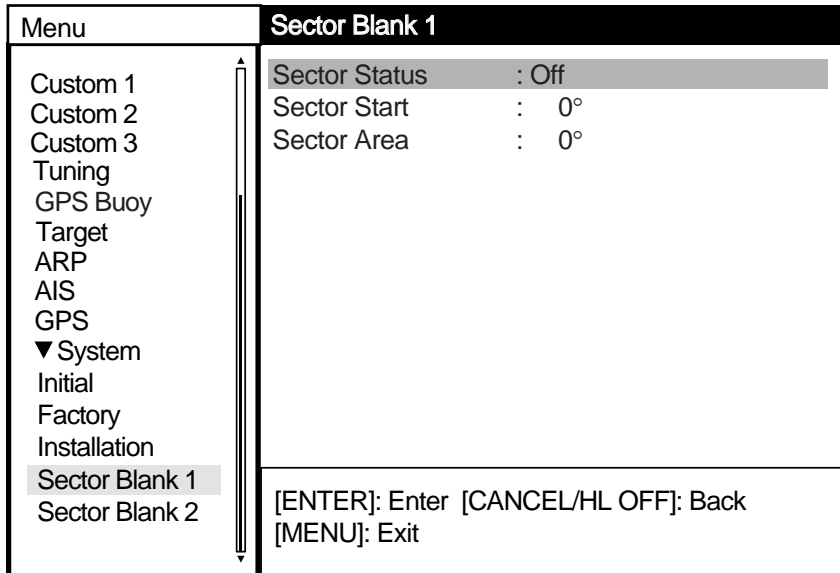 Menu
Custom 1
Custom 2
Custom 3
Tuning
GPS Buoy
Target
ARP
AIS
GPS
▼System
Initial
Factory
Installation
Sector Blank 1
Sector Blank 2
Sector Blank 1
Sector Status : Off
Sector Start : 0°
Sector Area : 0°
[ENTER]: Enter [CANCEL/HL OFF]: Back
[MENU]: Exit